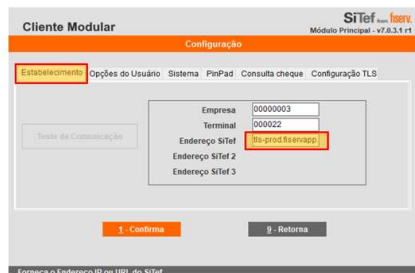 Cliente Modular
SiTef from fiserv.
Módulo Principal - v7.0.3.1 r1
Configuração
Estabelecimento Opções do Usuário Sistema PinPad Consulta cheque Configuração TLS
Empresa 00000003
Terminal 000022
Teste de Comunicação
Endereço SiTef tls-prod.fiservapp.
Endereço SiTef 2
Endereço SiTef 3
1 - Confirma
9 - Retorna
Forneça o Endereço IP ou URL do SiTef